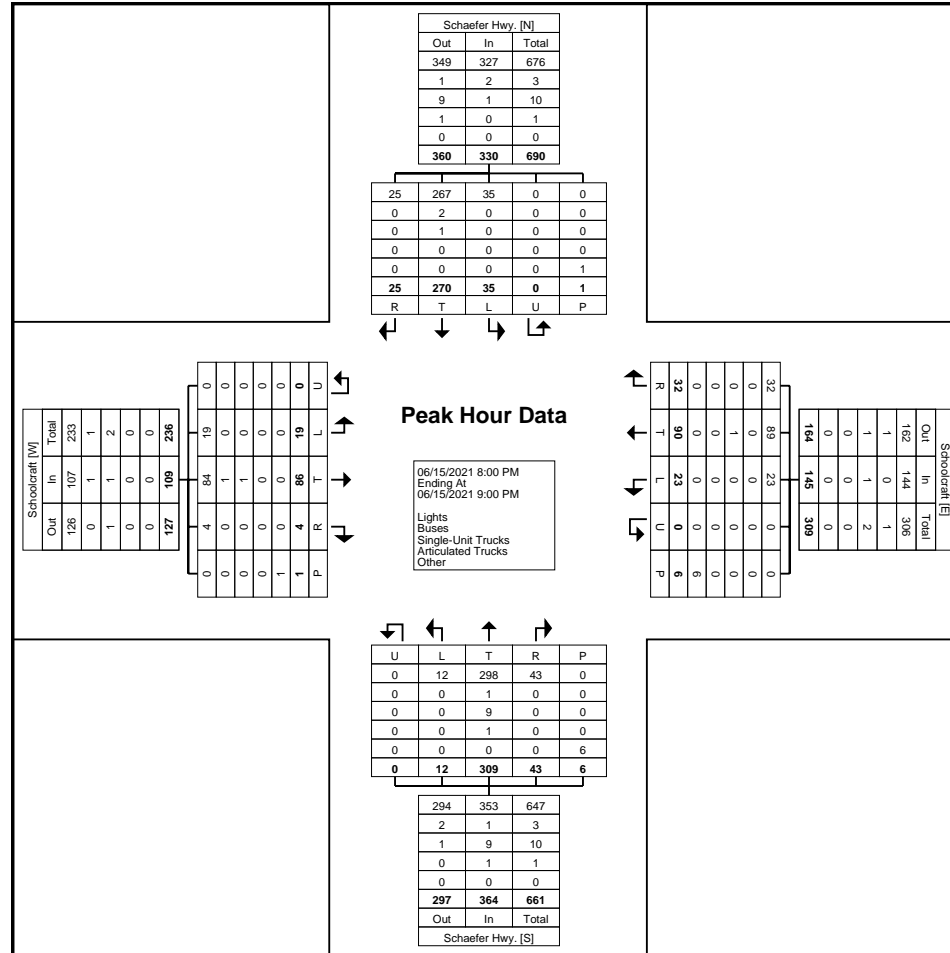 Schaefer Hwy. [N]
Out In Total
349 327 676
1 2 3
9 1 10
1 0 1
0 0 0
360 330 690
25 267 35 0 0
0 2 0 0 0
0 1 0 0 0
0 0 0 0 0
0 0 0 0 1
25 270 35 0 1
R T L U P
Schoolcraft [W]
Total 233 1 2 0 0 236
In 107 1 1 0 0 109
Out 126 0 1 0 0 127
0 0 0 0 0 0 U
19 0 0 0 0 19 L
84 1 1 0 0 86 T
4 0 0 0 0 4 R
0 0 0 0 1 1 P
Peak Hour Data
06/15/2021 8:00 PM
Ending At
06/15/2021 9:00 PM
Lights
Buses
Single-Unit Trucks
Articulated Trucks
Other
R 32 0 0 0 0 32
T 90 0 0 1 0 89
L 23 0 0 0 0 23
U 0 0 0 0 0 0
P 6 6 0 0 0 0
164 0 0 1 1 162 Out
145 0 0 1 0 144 In
309 0 0 2 1 306 Total
Schoolcraft [E]
U L T R P
0 12 298 43 0
0 0 1 0 0
0 0 9 0 0
0 0 1 0 0
0 0 0 0 6
0 12 309 43 6
294 353 647
2 1 3
1 9 10
0 1 1
0 0 0
297 364 661
Out In Total
Schaefer Hwy. [S]